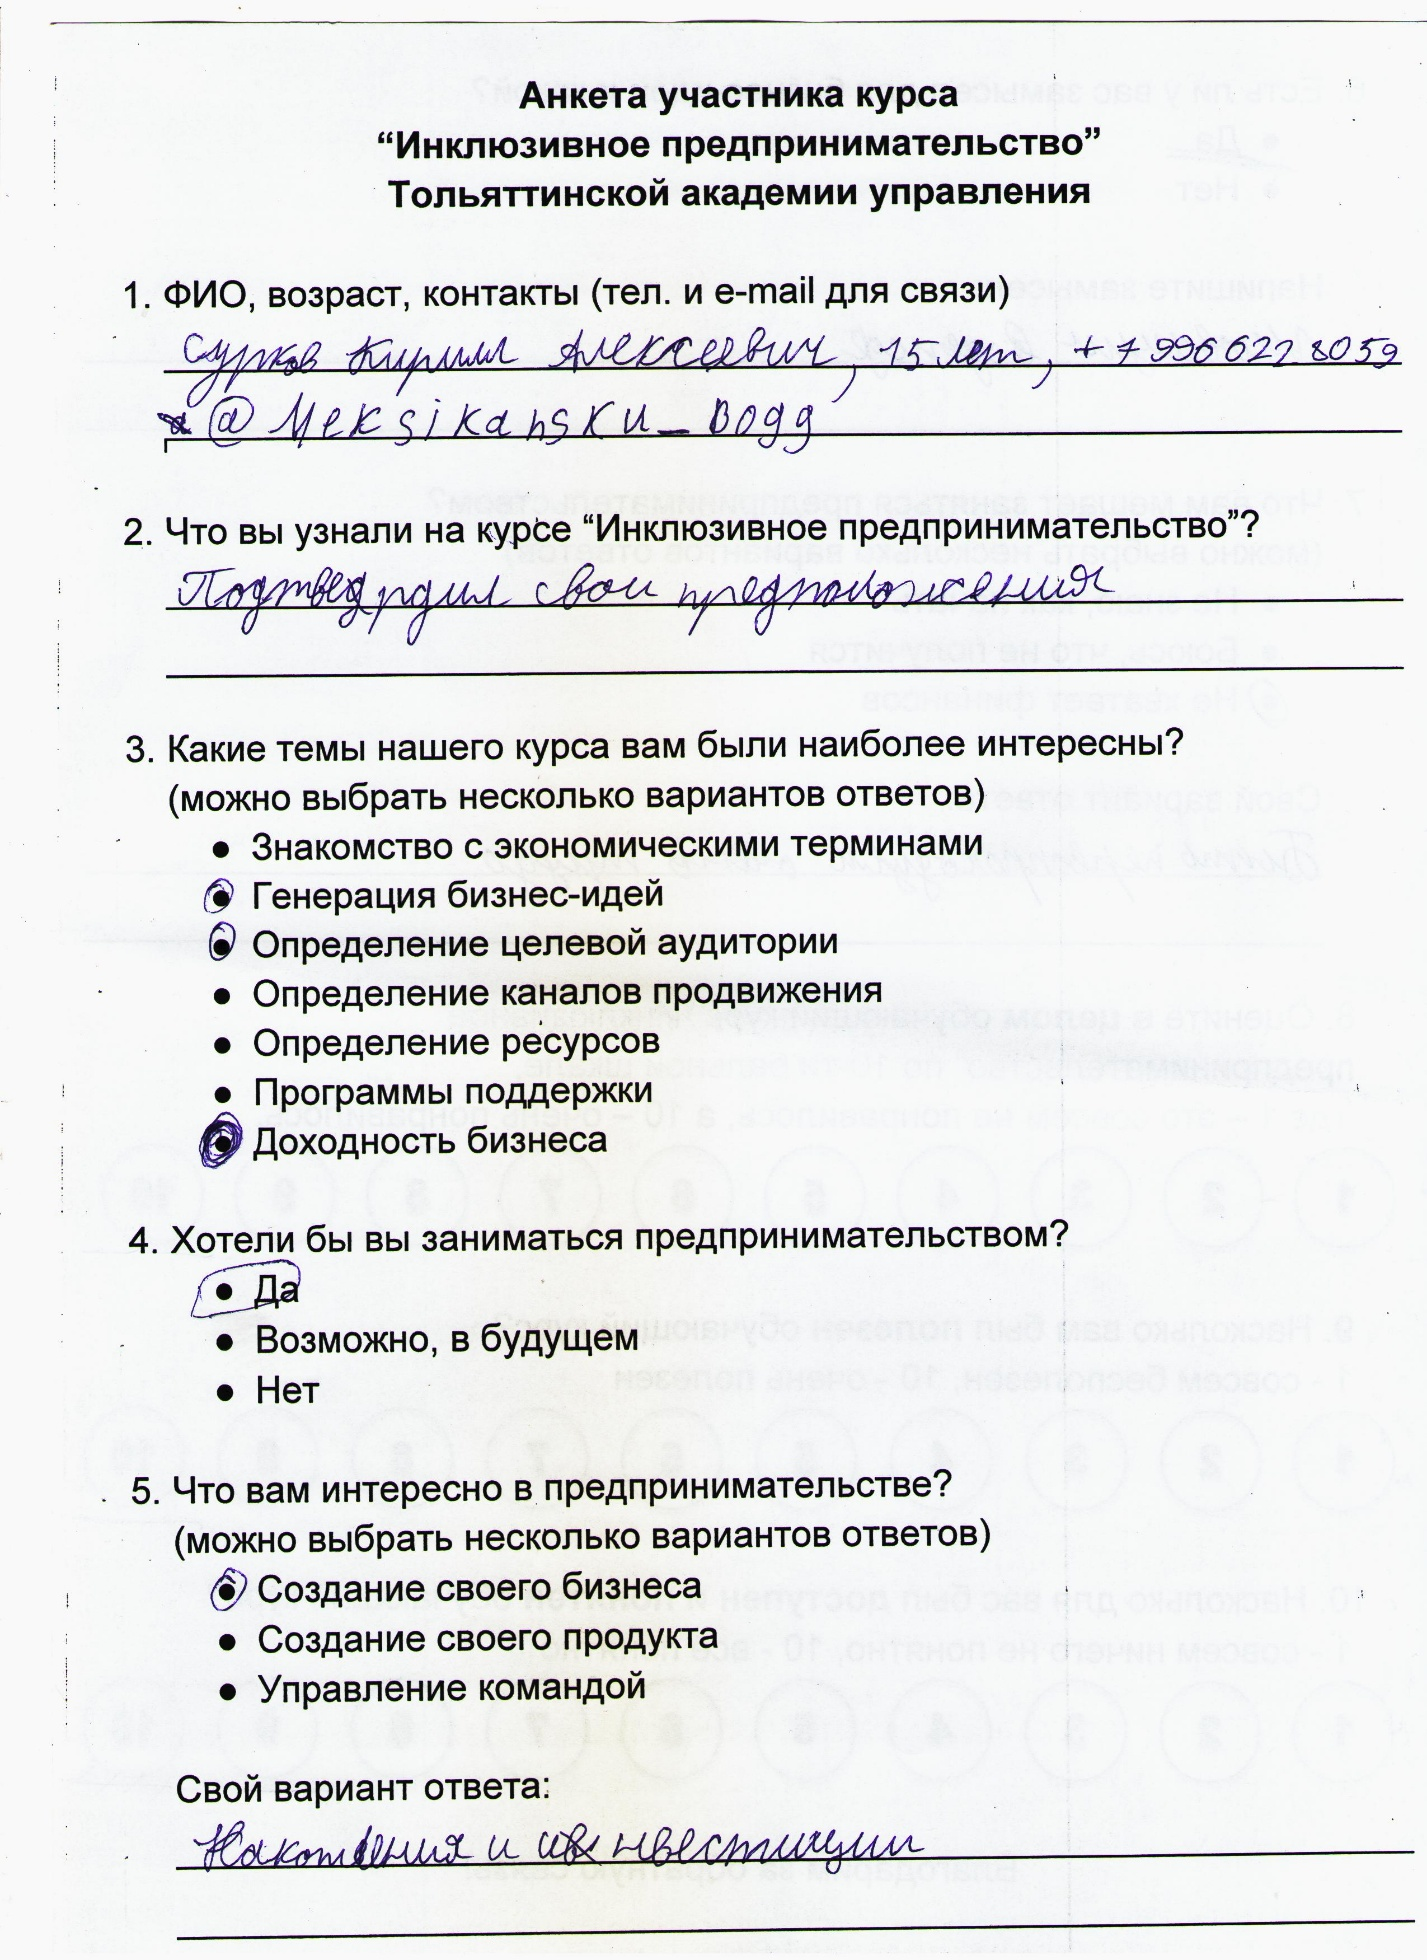 Анкета участника курса
“Инклюзивное предпринимательство”
Тольяттинской академии управления
1. ФИО, возраст, контакты (тел. и e-mail для связи)
Сурков Кирилл Алексеевич, 15 лет, +7 996 622 8059
@Meksikansku_Bogg
2. Что вы узнали на курсе “Инклюзивное предпринимательство”?
Подтвердил свои предположения
3. Какие темы нашего курса вам были наиболее интересны?
(можно выбрать несколько вариантов ответов)
● Знакомство с экономическими терминами
● Генерация бизнес-идей
● Определение целевой аудитории
● Определение каналов продвижения
● Определение ресурсов
● Программы поддержки
● Доходность бизнеса
4. Хотели бы вы заниматься предпринимательством?
● Да
● Возможно, в будущем
● Нет
5. Что вам интересно в предпринимательстве?
(можно выбрать несколько вариантов ответов)
● Создание своего бизнеса
● Создание своего продукта
● Управление командой
Свой вариант ответа:
Накопления и инвестиции